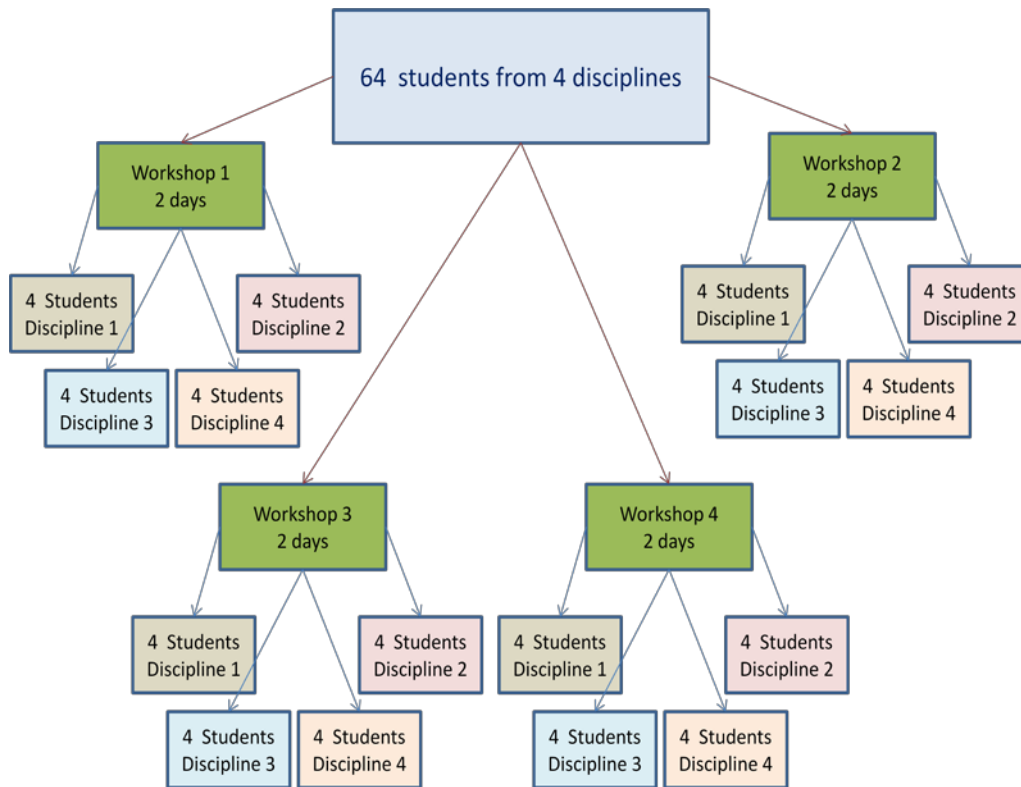 64 students from 4 disciplines
Workshop 1
2 days
4 Students
Discipline 1
4 Students
Discipline 2
4 Students
Discipline 3
4 Students
Discipline 4
Workshop 2
2 days
4 Students
Discipline 1
4 Students
Discipline 2
4 Students
Discipline 3
4 Students
Discipline 4
Workshop 3
2 days
4 Students
Discipline 1
4 Students
Discipline 2
4 Students
Discipline 3
4 Students
Discipline 4
Workshop 4
2 days
4 Students
Discipline 1
4 Students
Discipline 2
4 Students
Discipline 3
4 Students
Discipline 4